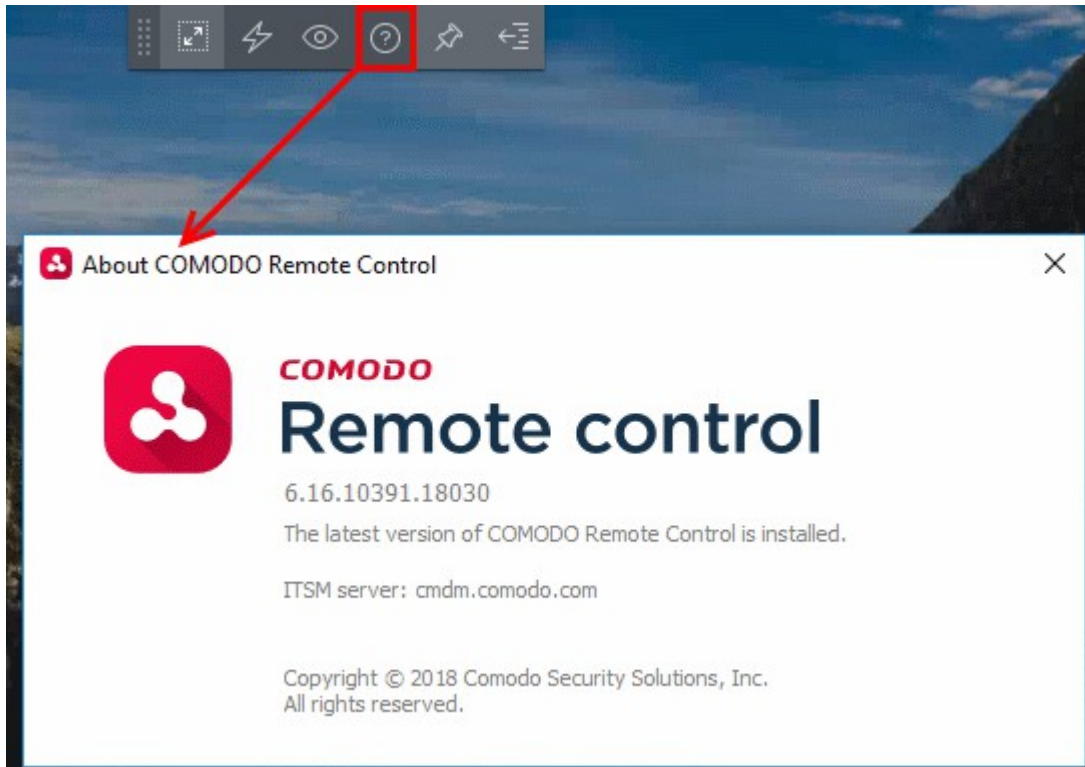 ?
About COMODO Remote Control
COMODO
Remote control
6.16.10391.18030
The latest version of COMODO Remote Control is installed.
ITSM server: cmdm.comodo.com
Copyright © 2018 Comodo Security Solutions, Inc.
All rights reserved.